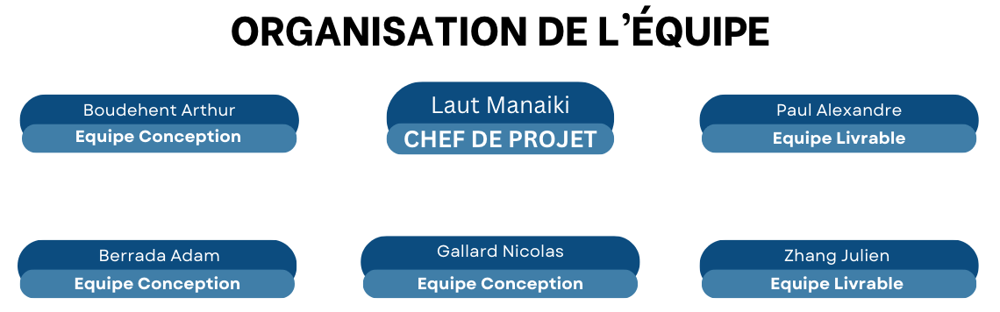 ORGANISATION DE L'ÉQUIPE
Boudehent Arthur
Equipe Conception
Laut Manaiki
CHEF DE PROJET
Paul Alexandre
Equipe Livrable
Berrada Adam
Equipe Conception
Gallard Nicolas
Equipe Conception
Zhang Julien
Equipe Livrable